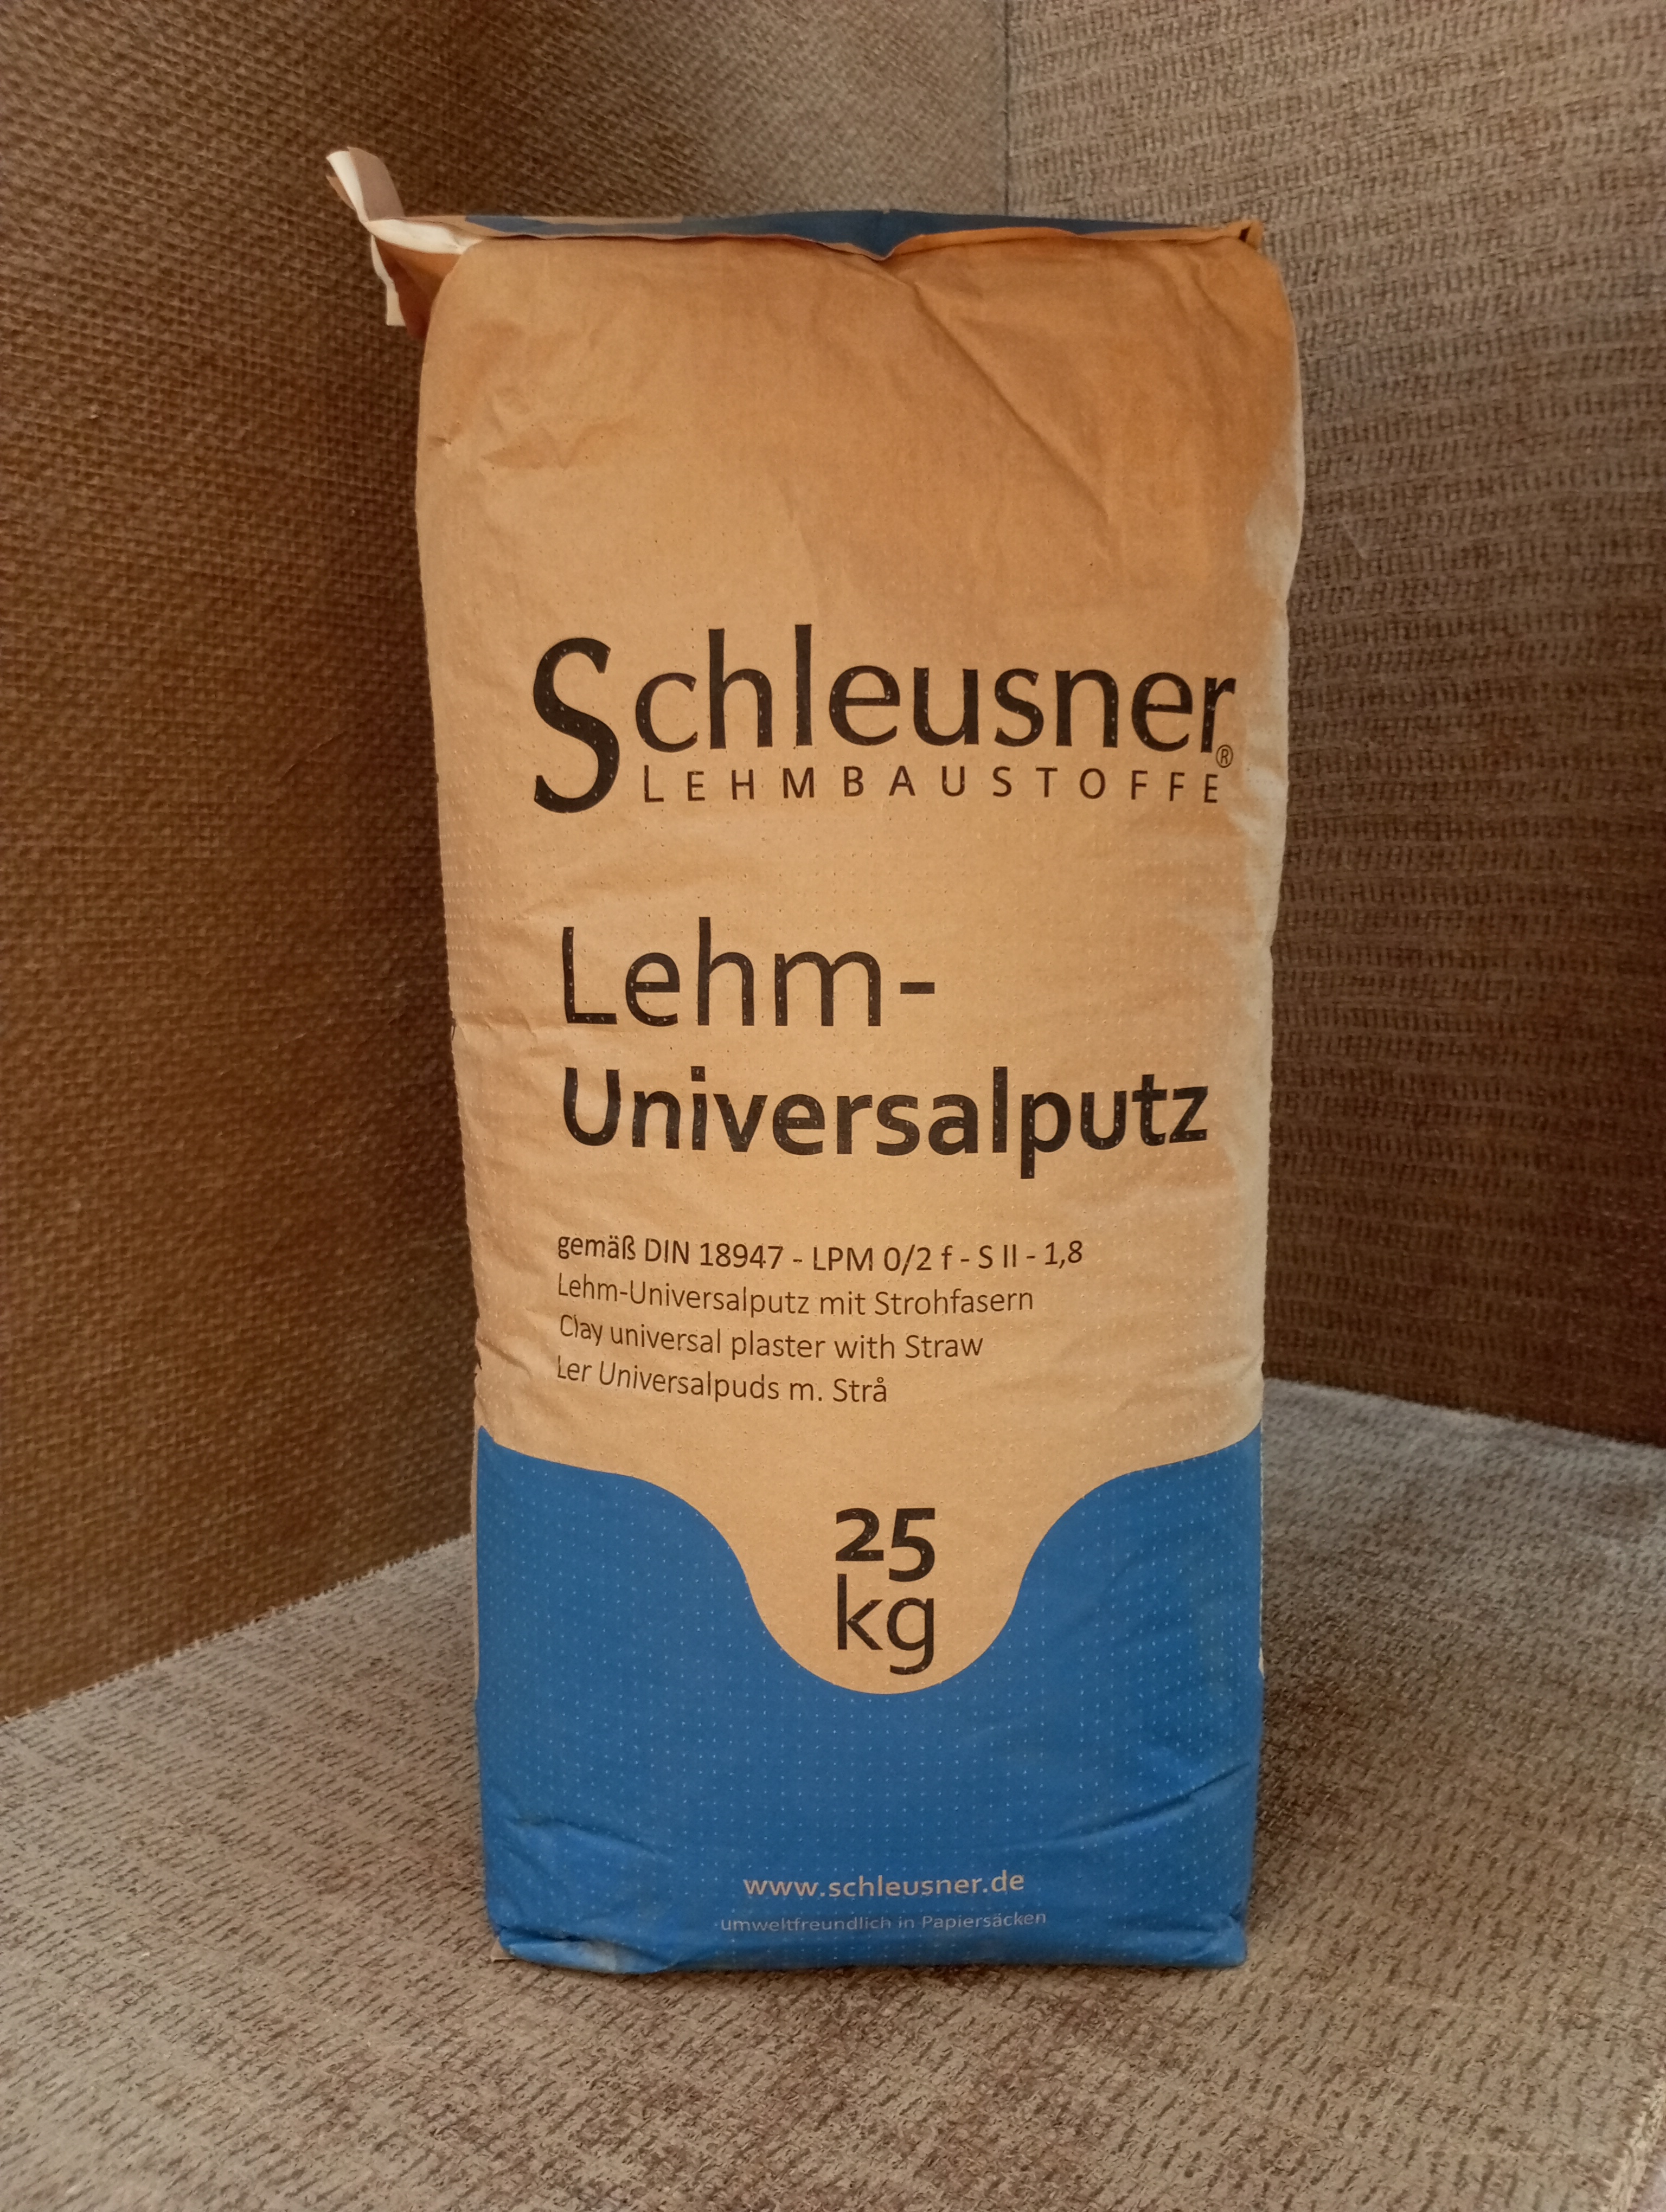 Schleusner®
LEHMBAUSTOFFE
Lehm-
Universalputz
gemäß DIN 18947 - LPM 0/2 f - S II - 1,8
Lehm-Universalputz mit Strohfasern
Clay universal plaster with Straw
Ler Universalpuds m. Strå
25
kg
www.schleusner.de
umweltfreundlich in Papiersäcken